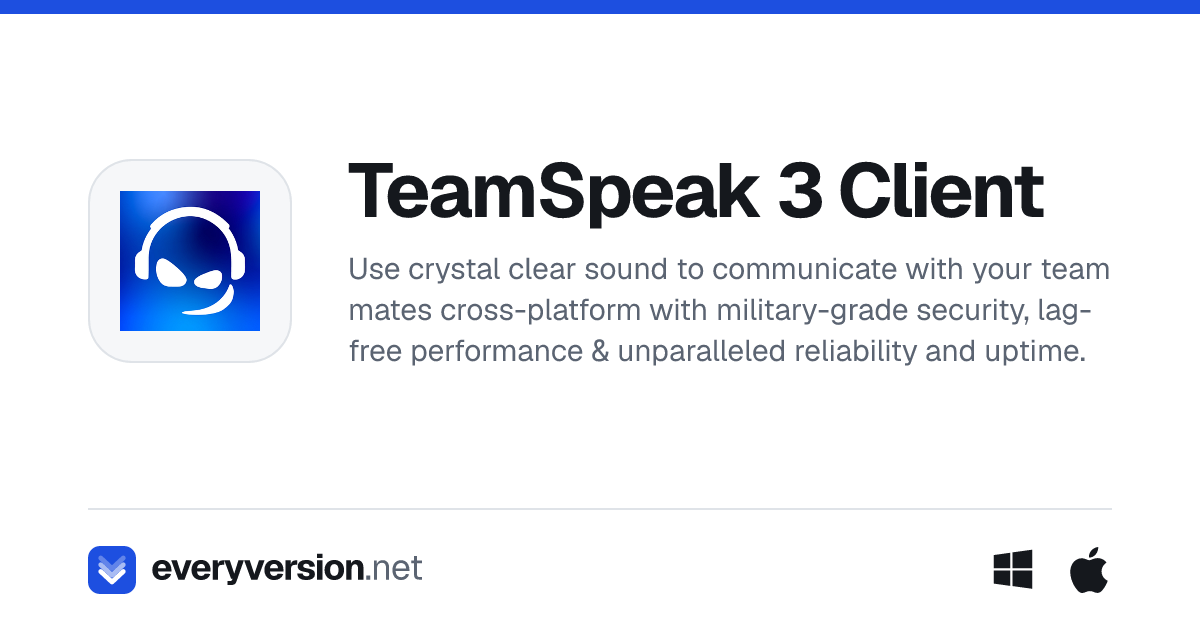 TeamSpeak 3 Client
Use crystal clear sound to communicate with your team
mates cross-platform with military-grade security, lag-
free performance & unparalleled reliability and uptime.
everyversion.net